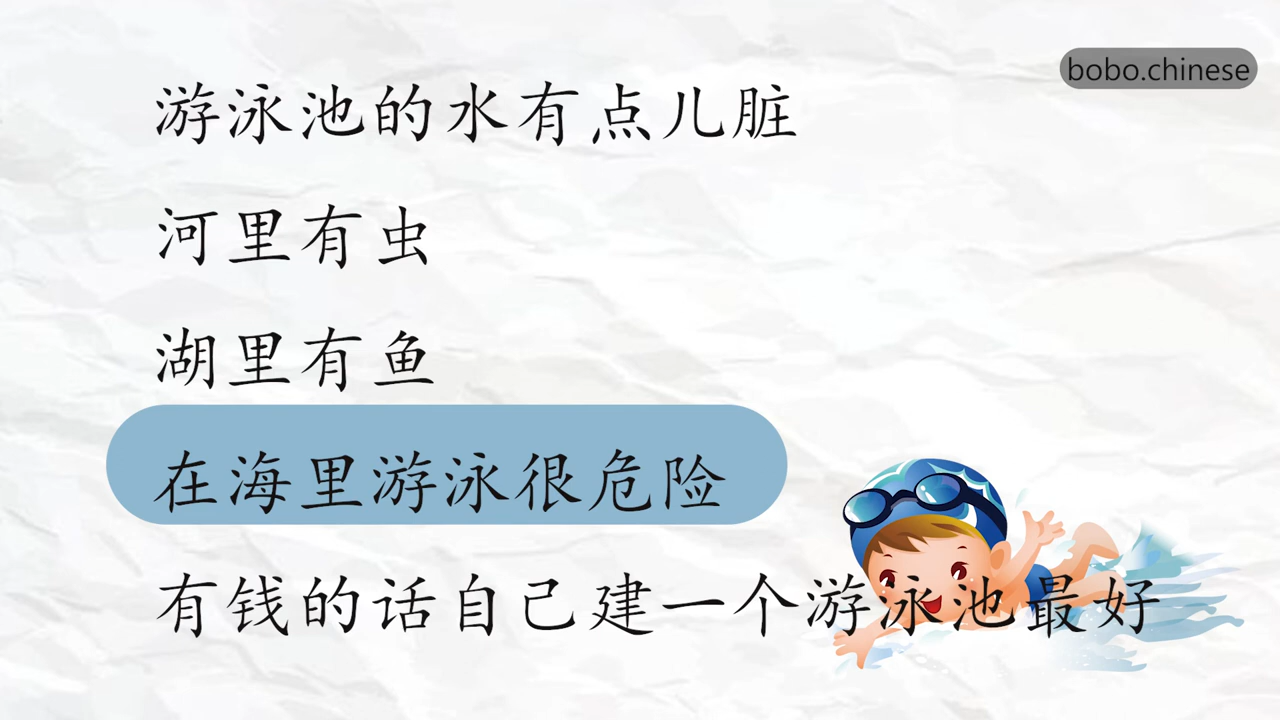 bobo.chinese
游泳池的水有点儿脏
河里有虫
湖里有鱼
在海里游泳很危险
有钱的话自己建一个游泳池最好